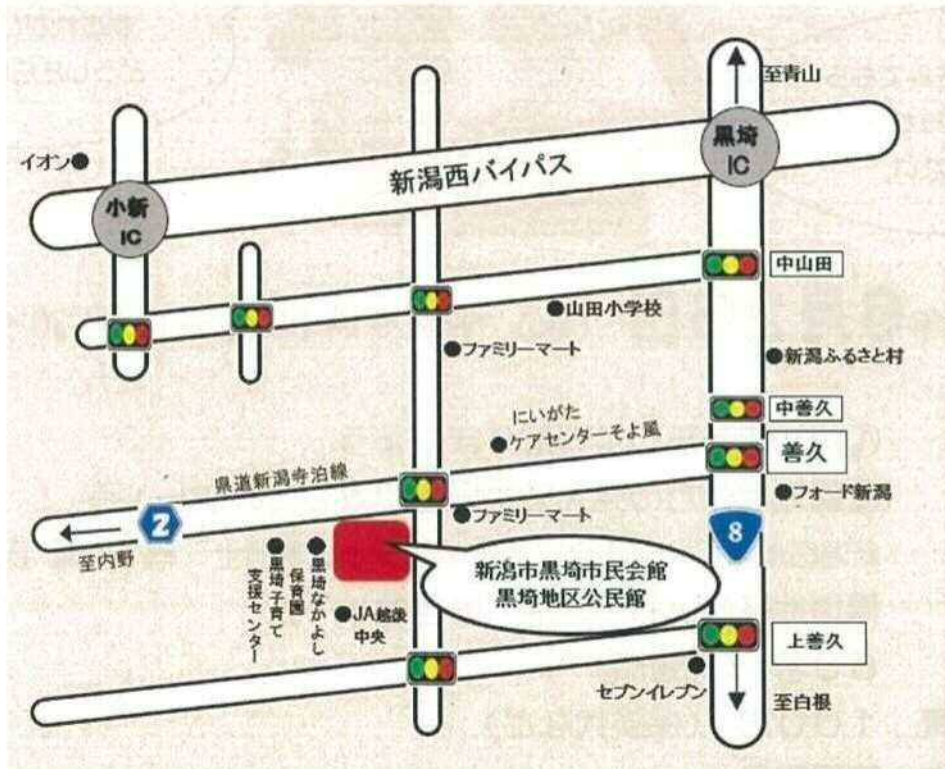 至青山
黒埼
IC
イオン
新潟西バイパス
小新
IC
中山田
山田小学校
ファミリーマート
新潟ふるさと村
中善久
にいがた
ケアセンターそよ風
善久
県道新潟寺泊線
フォード新潟
2
ファミリーマート
8
至内野
新潟市黒埼市民会館
黒埼地区公民館
黒埼なかよし
保育園
黒埼子育て
支援センター
JA越後
中央
上善久
セブンイレブン
至白根